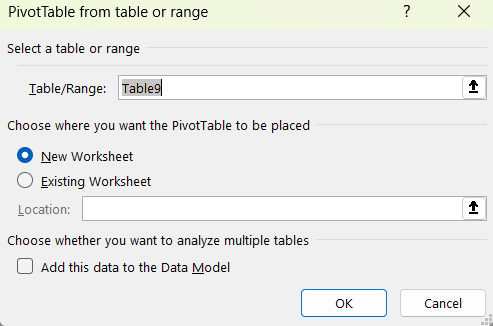 PivotTable from table or range ?
Select a table or range
Table/Range: Table9
Choose where you want the PivotTable to be placed
New Worksheet
Existing Worksheet
Location:
Choose whether you want to analyze multiple tables
Add this data to the Data Model
OK Cancel